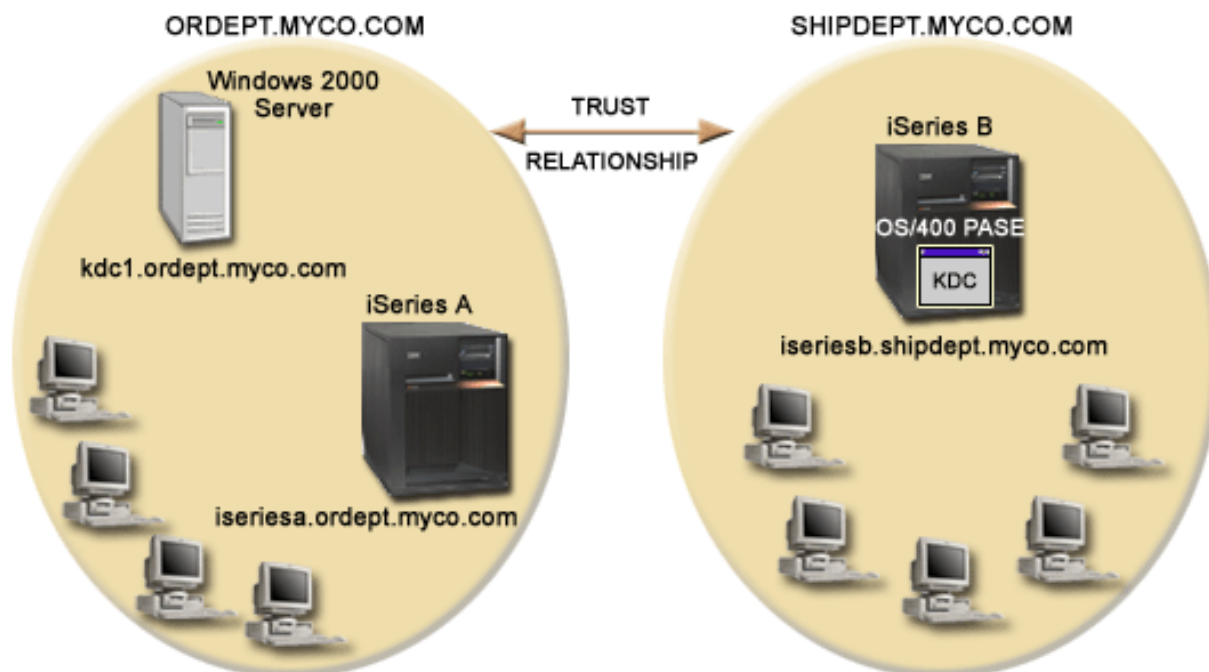 ORDEPT.MYCO.COM
Windows 2000
Server
kdc1.ordept.myco.com
iSeries A
iseriesa.ordept.myco.com
TRUST
RELATIONSHIP
SHIPDEPT.MYCO.COM
iSeries B
OS/400 PASE
KDC
iseriesb.shipdept.myco.com